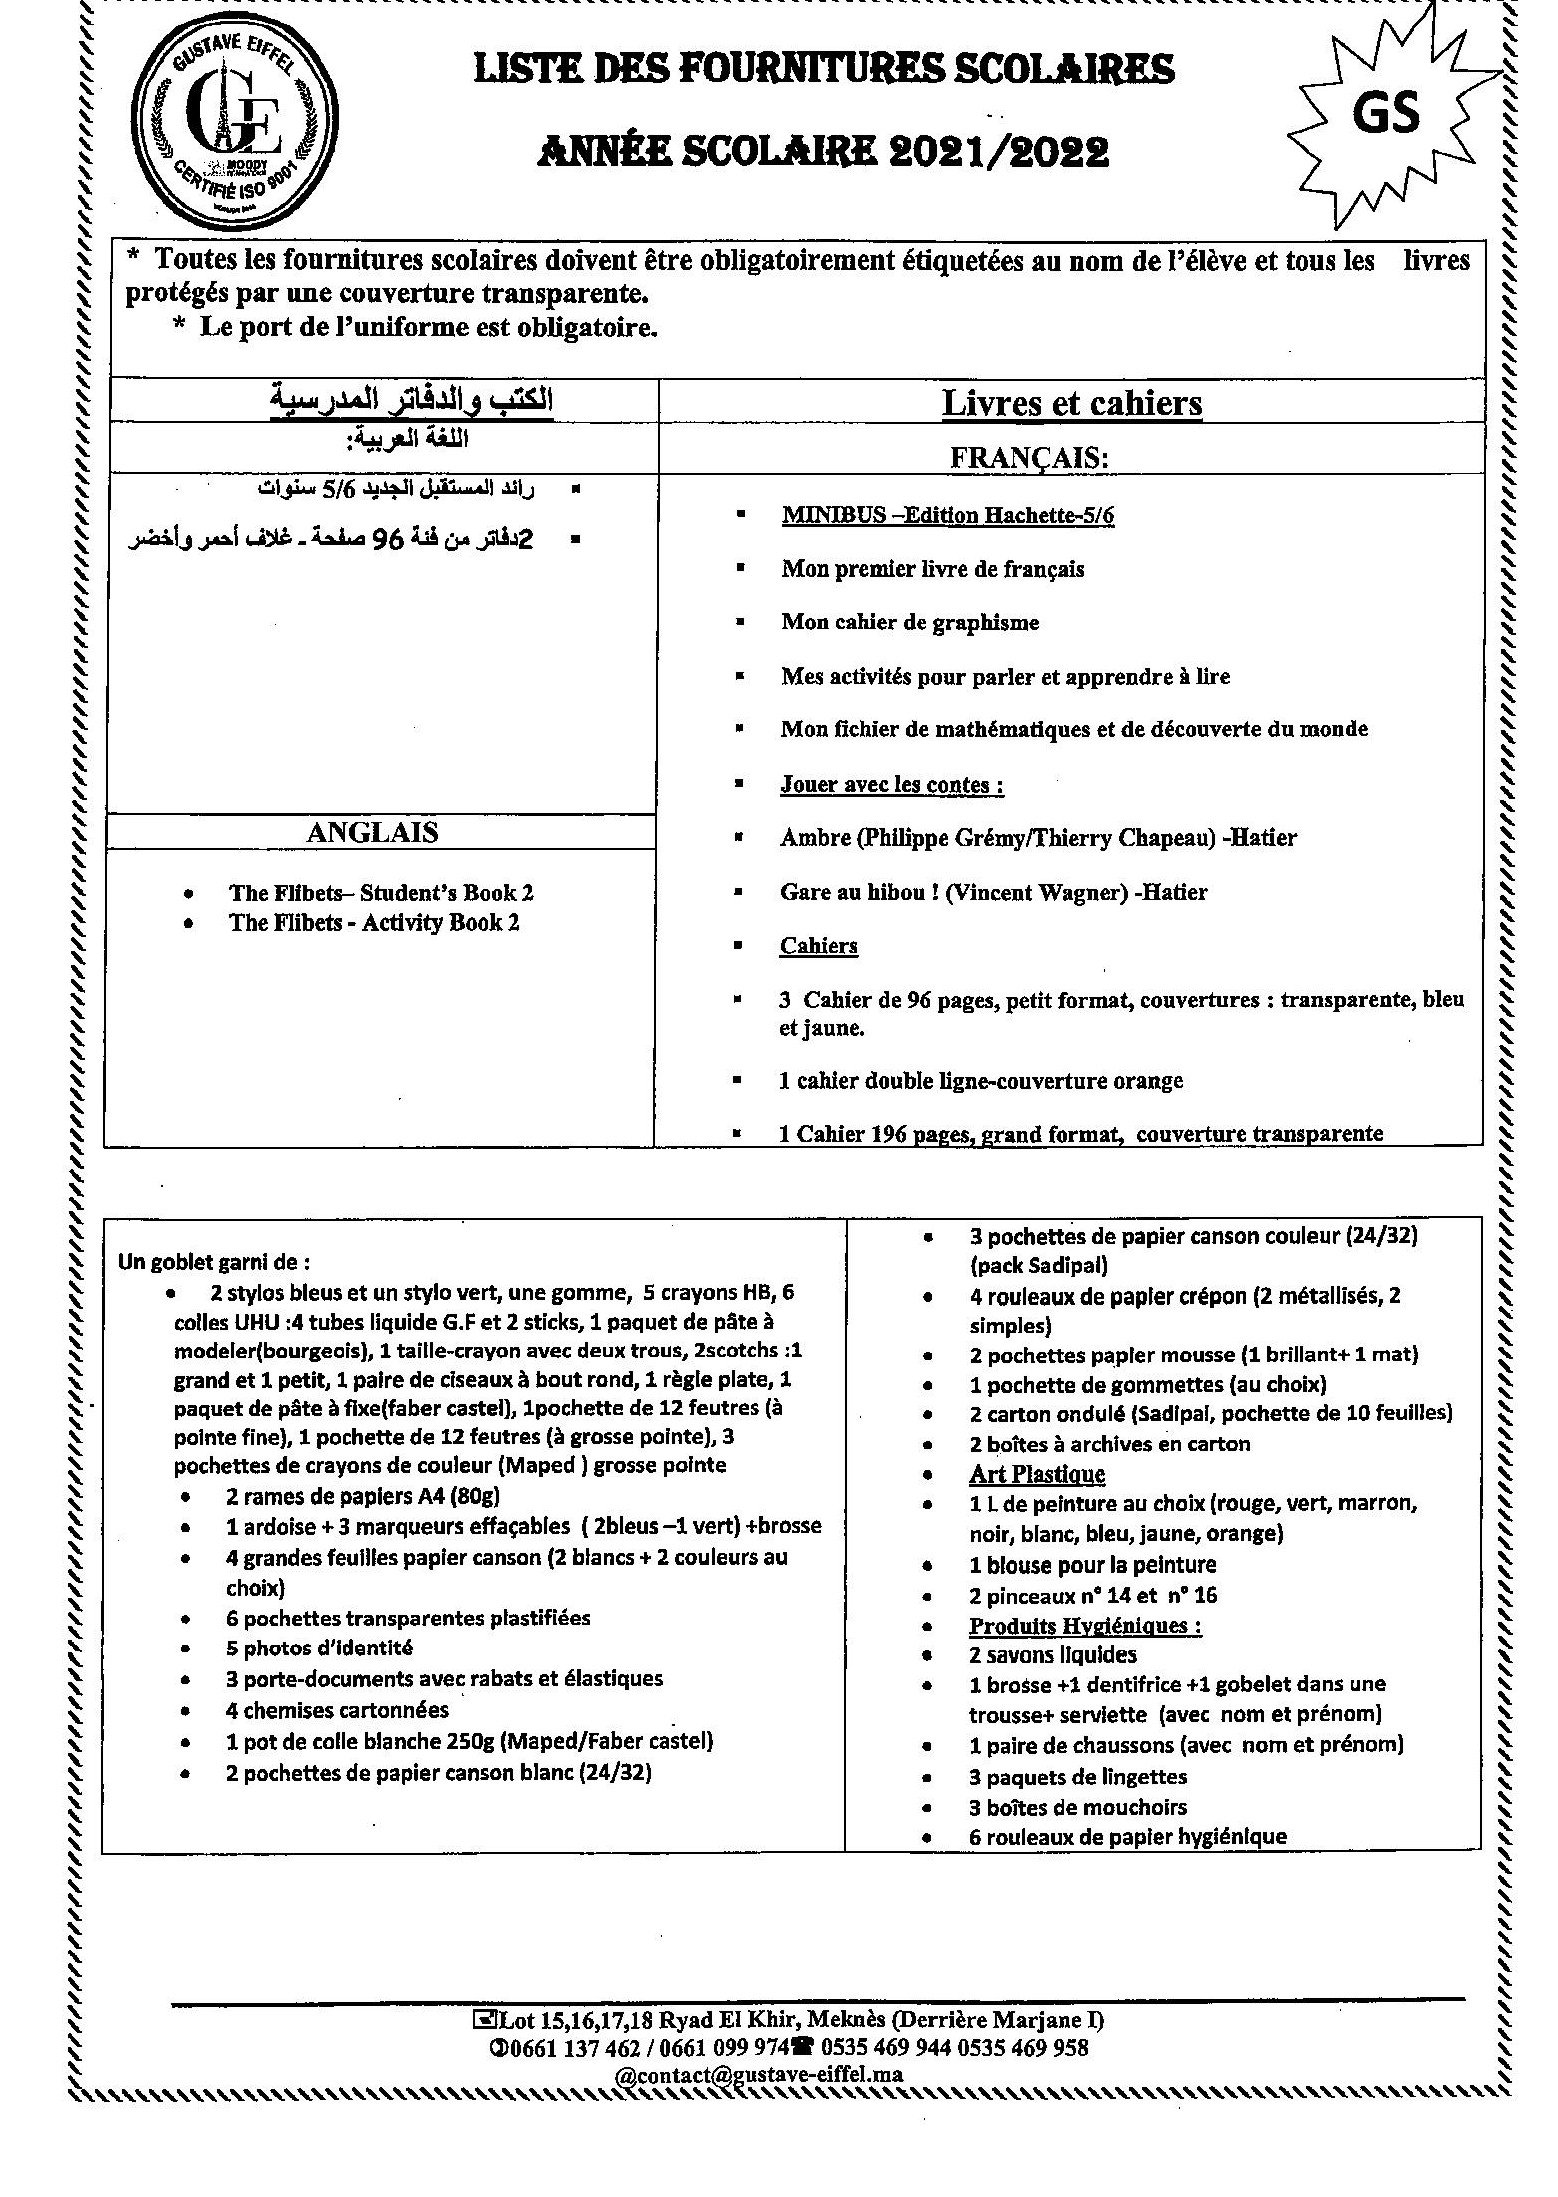 GUSTAVE EIFFEL
GE
MOODY
CERTIFIÉ ISO 9001
LISTE DES FOURNITURES SCOLAIRES
ANNÉE SCOLAIRE 2021/2022
GS
* Toutes les fournitures scolaires doivent être obligatoirement étiquetées au nom de l'élève et tous les livres
protégés par une couverture transparente.
* Le port de l'uniforme est obligatoire.
الكتب والدفاتر المدرسية
اللغة العربية:
▪ رائد المستقبل الجديد 5/6 سنوات
▪ 2دفاتر من فئة 96 صفحة - غلاف أحمر وأخضر
ANGLAIS
• The Flibets– Student's Book 2
• The Flibets - Activity Book 2
Livres et cahiers
FRANÇAIS:
▪ MINIBUS –Edition Hachette-5/6
▪ Mon premier livre de français
▪ Mon cahier de graphisme
▪ Mes activités pour parler et apprendre à lire
▪ Mon fichier de mathématiques et de découverte du monde
▪ Jouer avec les contes :
▪ Ambre (Philippe Grémy/Thierry Chapeau) -Hatier
▪ Gare au hibou ! (Vincent Wagner) -Hatier
▪ Cahiers
▪ 3 Cahier de 96 pages, petit format, couvertures : transparente, bleu
et jaune.
▪ 1 cahier double ligne-couverture orange
▪ 1 Cahier 196 pages, grand format, couverture transparente
Un goblet garni de :
• 2 stylos bleus et un stylo vert, une gomme, 5 crayons HB, 6
colles UHU :4 tubes liquide G.F et 2 sticks, 1 paquet de pâte à
modeler(bourgeois), 1 taille-crayon avec deux trous, 2scotchs :1
grand et 1 petit, 1 paire de ciseaux à bout rond, 1 règle plate, 1
paquet de pâte à fixe(faber castel), 1pochette de 12 feutres (à
pointe fine), 1 pochette de 12 feutres (à grosse pointe), 3
pochettes de crayons de couleur (Maped ) grosse pointe
• 2 rames de papiers A4 (80g)
• 1 ardoise + 3 marqueurs effaçables ( 2bleus –1 vert) +brosse
• 4 grandes feuilles papier canson (2 blancs + 2 couleurs au
choix)
• 6 pochettes transparentes plastifiées
• 5 photos d'identité
• 3 porte-documents avec rabats et élastiques
• 4 chemises cartonnées
• 1 pot de colle blanche 250g (Maped/Faber castel)
• 2 pochettes de papier canson blanc (24/32)
• 3 pochettes de papier canson couleur (24/32)
(pack Sadipal)
• 4 rouleaux de papier crépon (2 métallisés, 2
simples)
• 2 pochettes papier mousse (1 brillant+ 1 mat)
• 1 pochette de gommettes (au choix)
• 2 carton ondulé (Sadipal, pochette de 10 feuilles)
• 2 boîtes à archives en carton
• Art Plastique
• 1 L de peinture au choix (rouge, vert, marron,
noir, blanc, bleu, jaune, orange)
• 1 blouse pour la peinture
• 2 pinceaux n° 14 et n° 16
• Produits Hygiéniques :
• 2 savons liquides
• 1 brosse +1 dentifrice +1 gobelet dans une
trousse+ serviette (avec nom et prénom)
• 1 paire de chaussons (avec nom et prénom)
• 3 paquets de lingettes
• 3 boîtes de mouchoirs
• 6 rouleaux de papier hygiénique
Lot 15,16,17,18 Ryad El Khir, Meknès (Derrière Marjane I)
0661 137 462 / 0661 099 974☎ 0535 469 944 0535 469 958
@contact@gustave-eiffel.ma